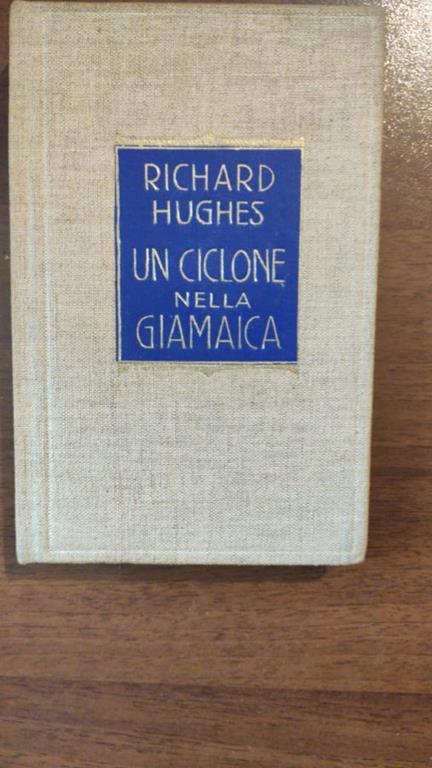 RICHARD
HUGHES
UN CICLONE
NELLA
GIAMAICA